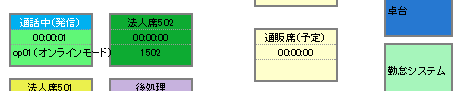 通話中(発信)
00:00:01
op01(オンラインモード)
法人席502
00:00:00
1502
通販席(予定)
00:00:00
卓台
勤怠システム
法人席501
後処理